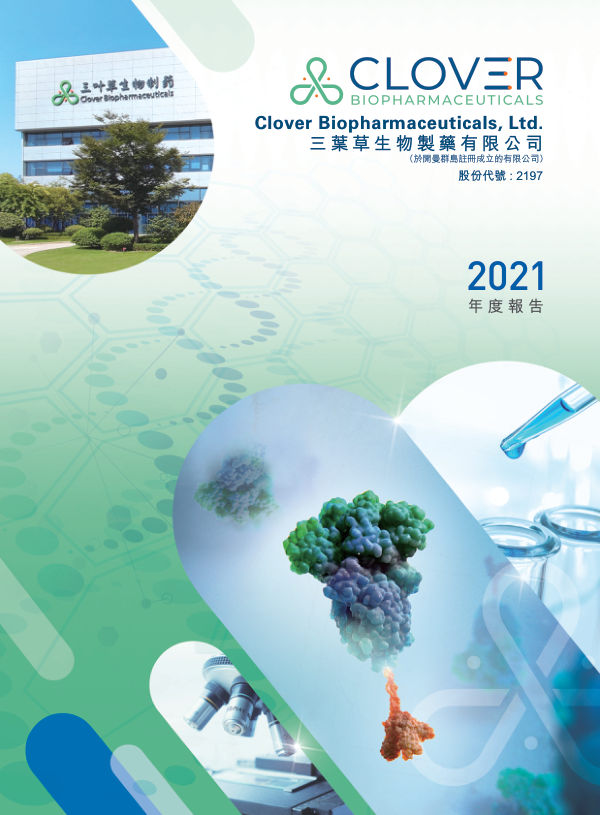 三叶草生物制药
Clover Biopharmaceuticals
CLOVER
BIOPHARMACEUTICALS
Clover Biopharmaceuticals, Ltd.
三葉草生物製藥有限公司
(於開曼群島註冊成立的有限公司)
股份代號 : 2197
2021
年度報告